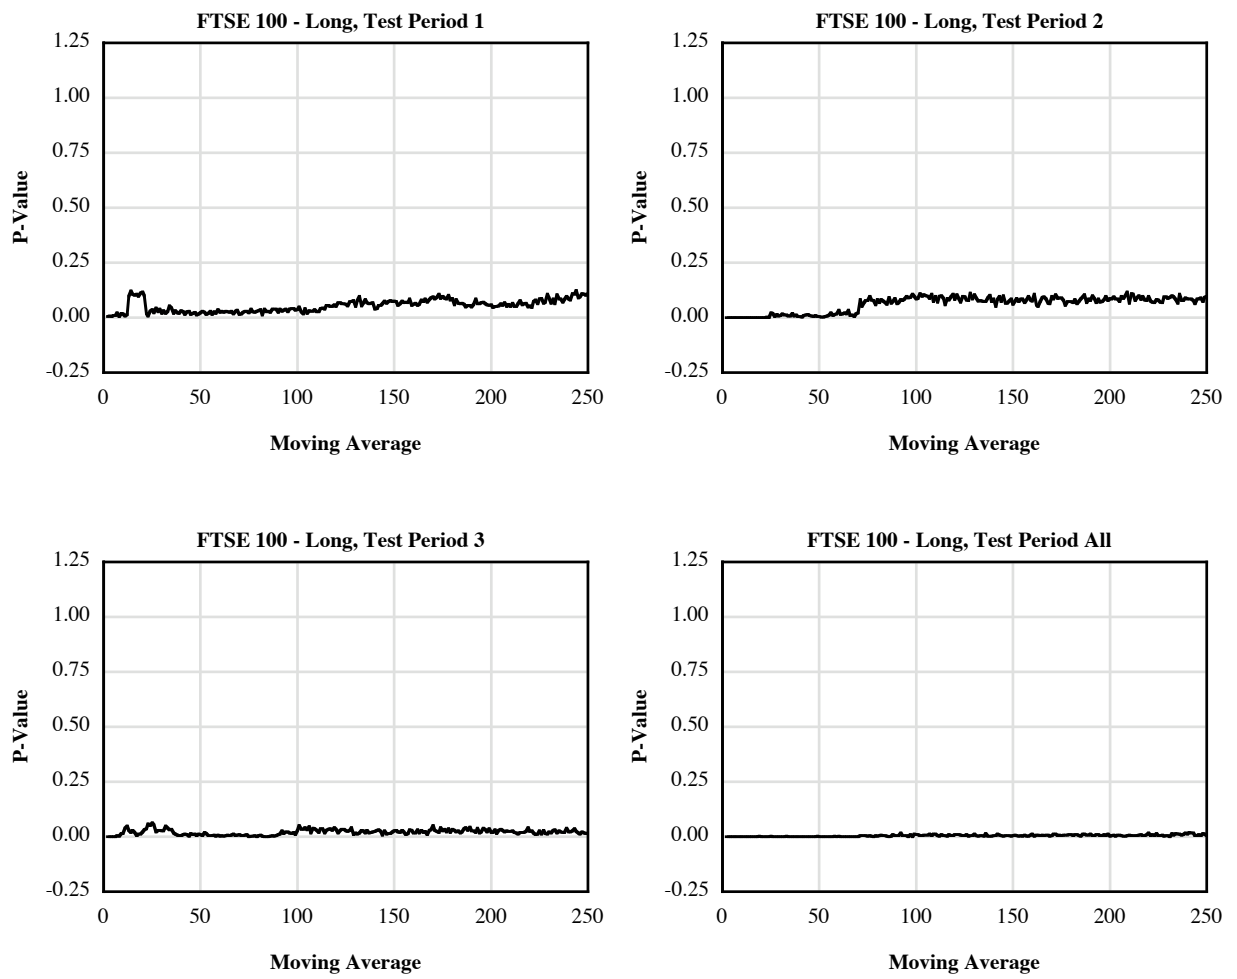 FTSE 100 - Long, Test Period 1
1.25
1.00
0.75
0.50
0.25
0.00
-0.25
P-Value
0 50 100 150 200 250
Moving Average
FTSE 100 - Long, Test Period 2
1.25
1.00
0.75
0.50
0.25
0.00
-0.25
P-Value
0 50 100 150 200 250
Moving Average
FTSE 100 - Long, Test Period 3
1.25
1.00
0.75
0.50
0.25
0.00
-0.25
P-Value
0 50 100 150 200 250
Moving Average
FTSE 100 - Long, Test Period All
1.25
1.00
0.75
0.50
0.25
0.00
-0.25
P-Value
0 50 100 150 200 250
Moving Average